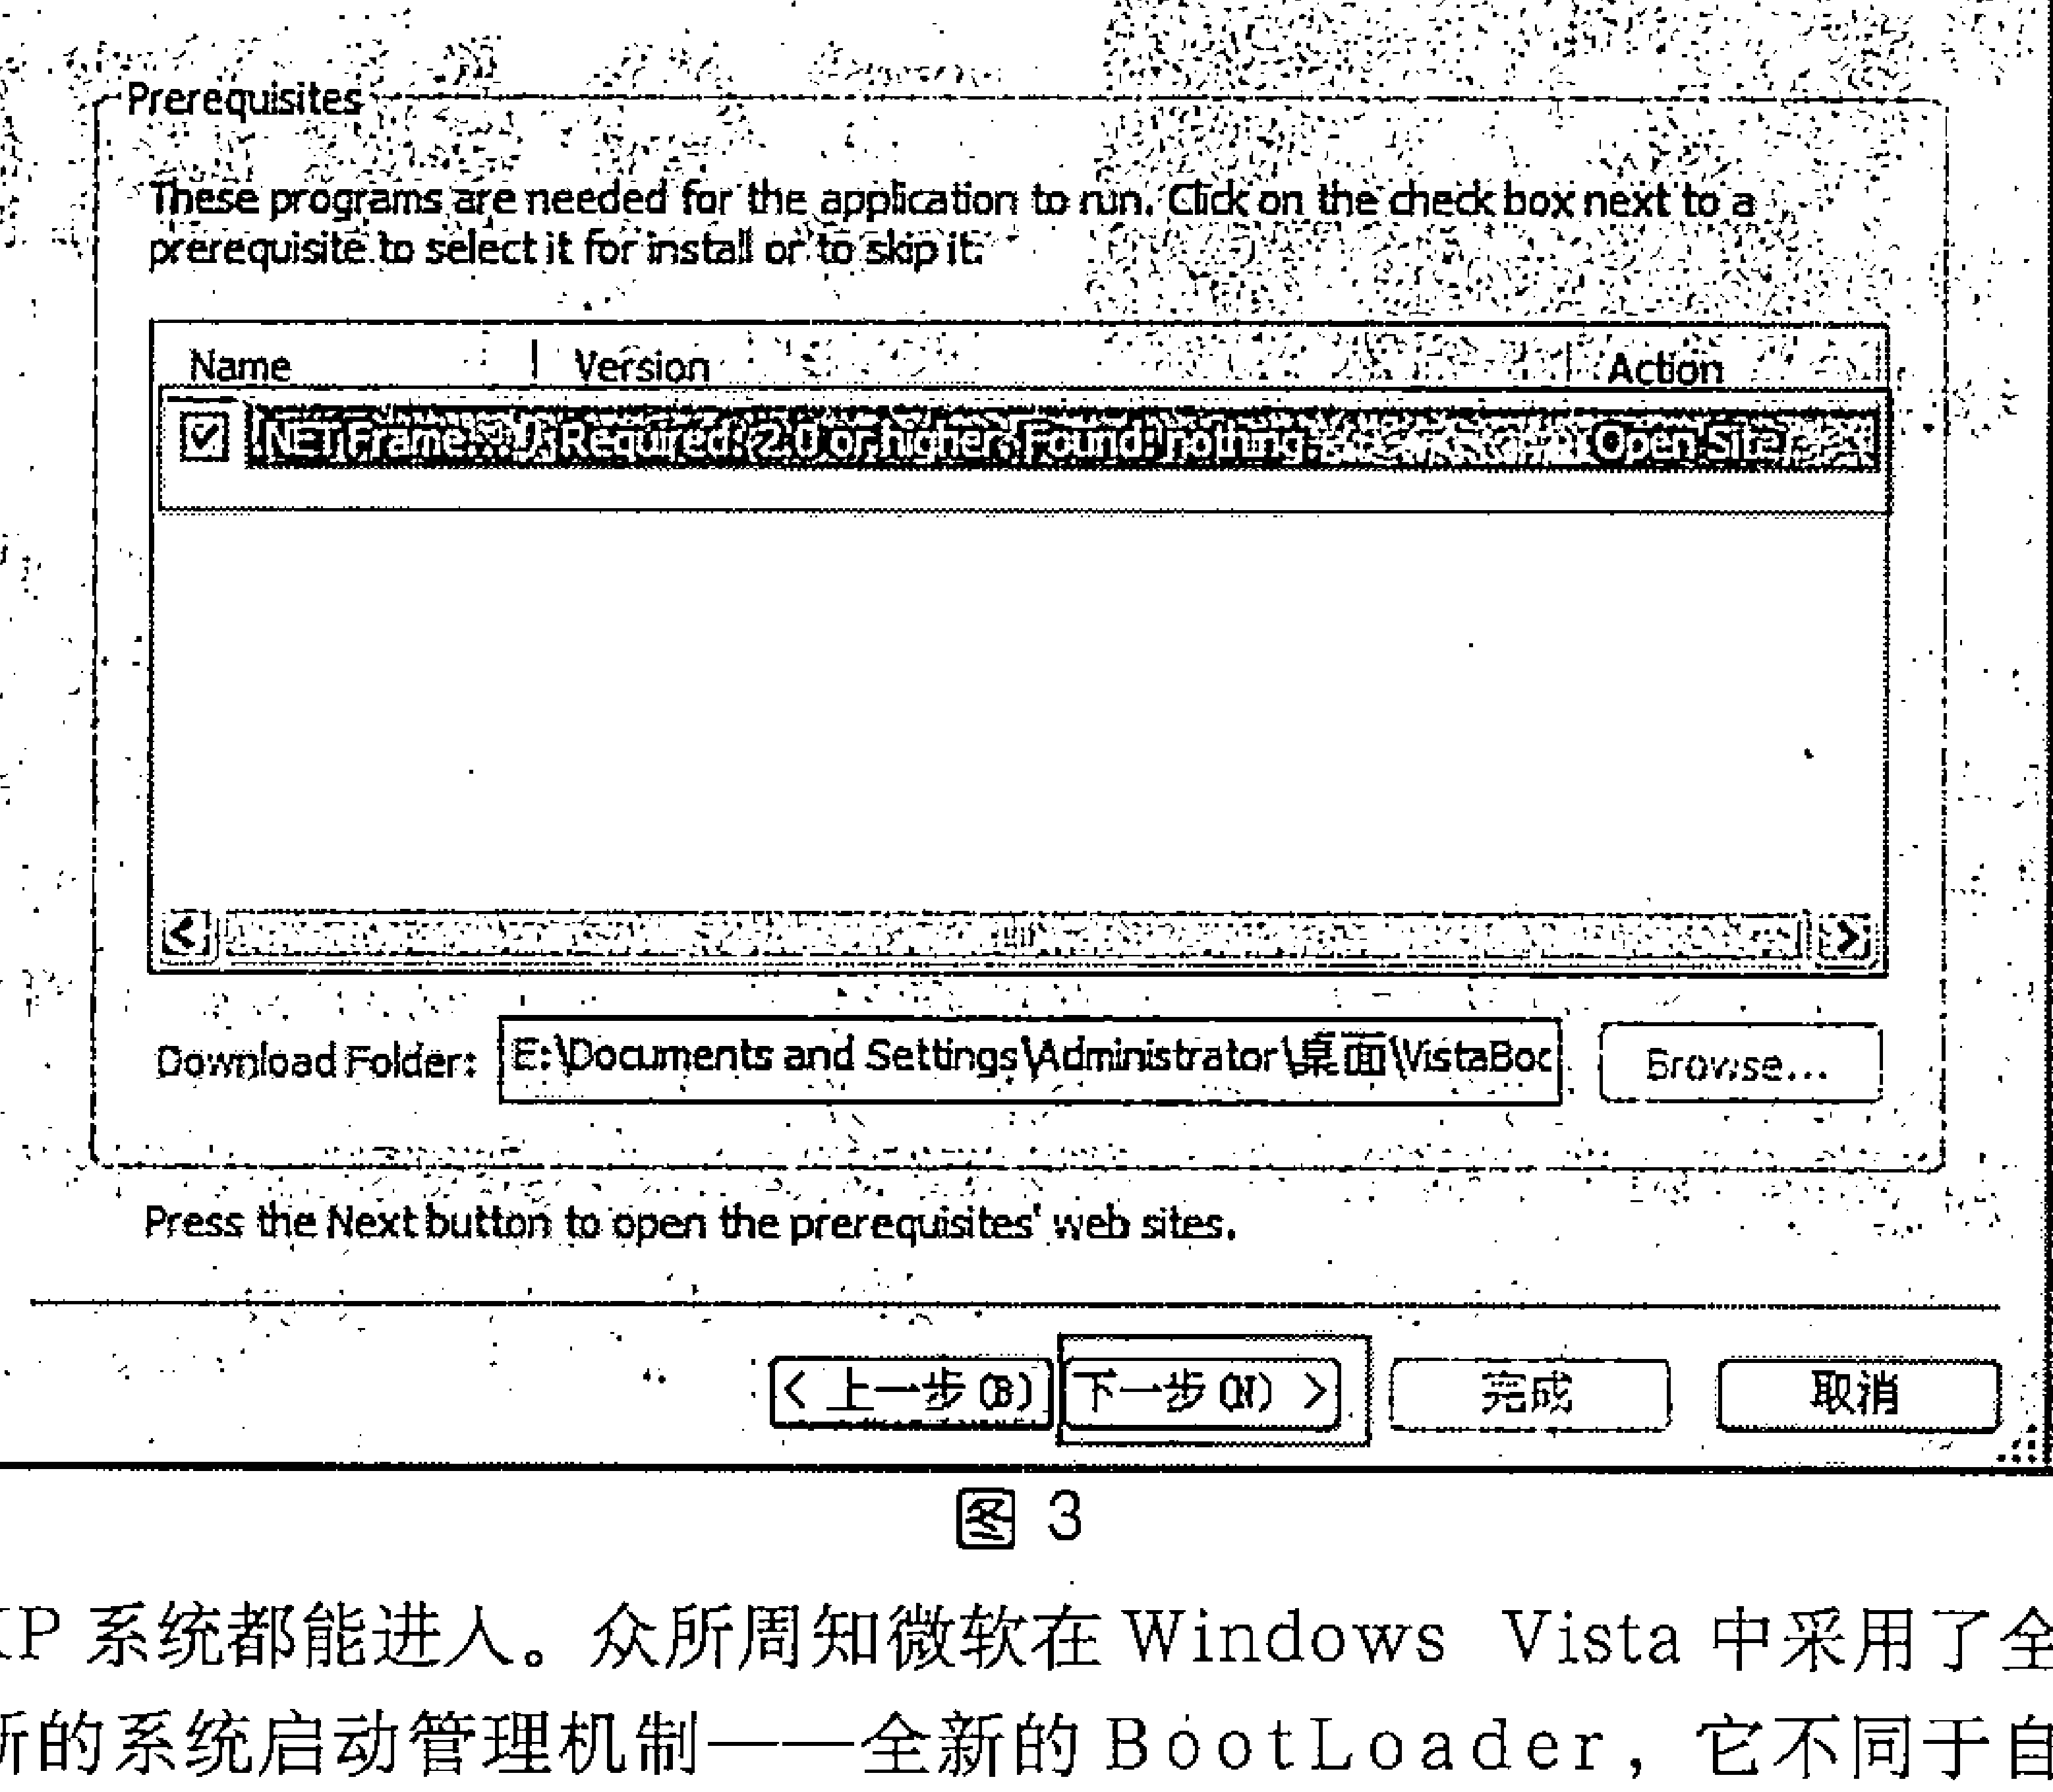 Prerequisites
These programs are needed for the application to run. Click on the check box next to a
prerequisite to select it for install or to skip it.
Name Version Action
.NET Frame... Required: 2.0 or higher. Found: nothing. Open Site
Download Folder: E:\Documents and Settings\Administrator\桌面\VistaBoc Browse...
Press the Next button to open the prerequisites' web sites.
< 上一步(B) 下一步(N) > 完成 取消
图 3
P 系统都能进入。众所周知微软在 Windows Vista 中采用了全
新的系统启动管理机制——全新的 BootLoader，它不同于自